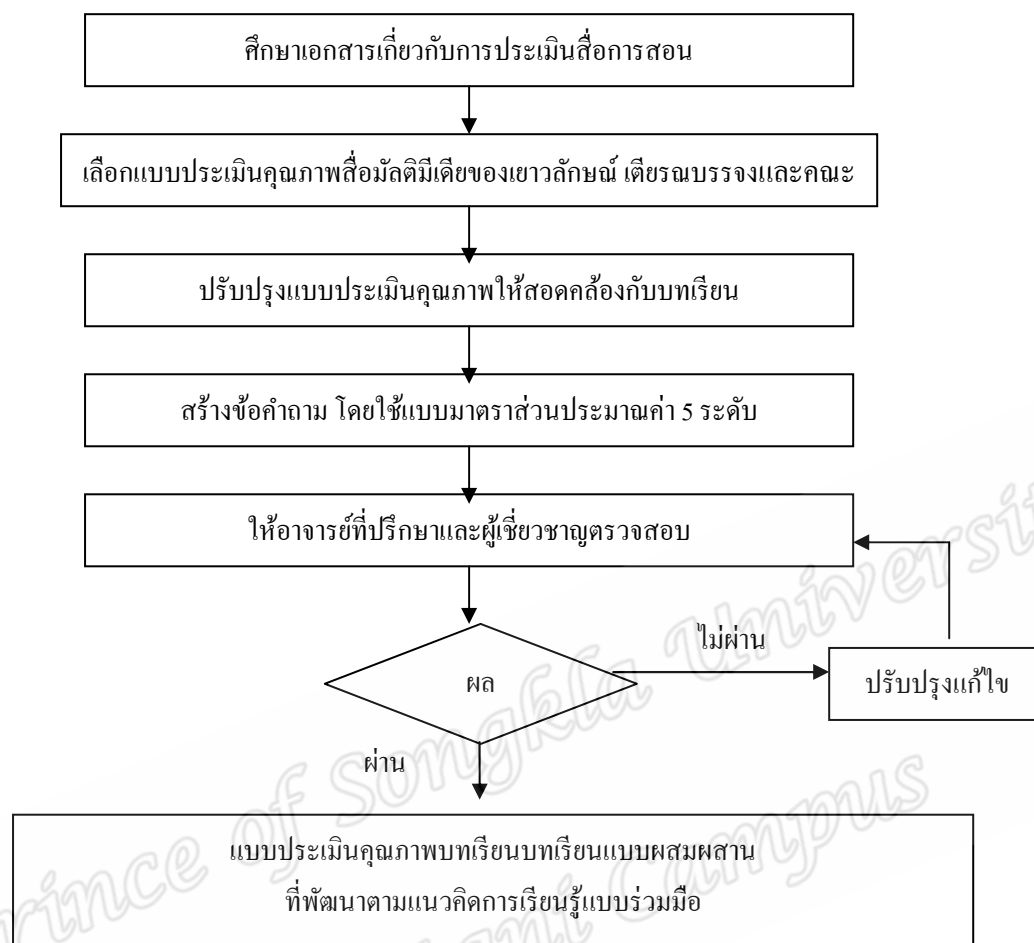 ศึกษาเอกสารเกี่ยวกับการประเมินสื่อการสอน
เลือกแบบประเมินคุณภาพสื่อมัลติมีเดียของเยาวลักษณ์ เตียรณบรรจงและคณะ
ปรับปรุงแบบประเมินคุณภาพให้สอดคล้องกับบทเรียน
สร้างข้อคำถาม โดยใช้แบบมาตราส่วนประมาณค่า 5 ระดับ
ให้อาจารย์ที่ปรึกษาและผู้เชี่ยวชาญตรวจสอบ
ไม่ผ่าน
ผล
ปรับปรุงแก้ไข
ผ่าน
แบบประเมินคุณภาพบทเรียนบทเรียนแบบผสมผสาน
ที่พัฒนาตามแนวคิดการเรียนรู้แบบร่วมมือ
Prince of Songkla Universit
Campus